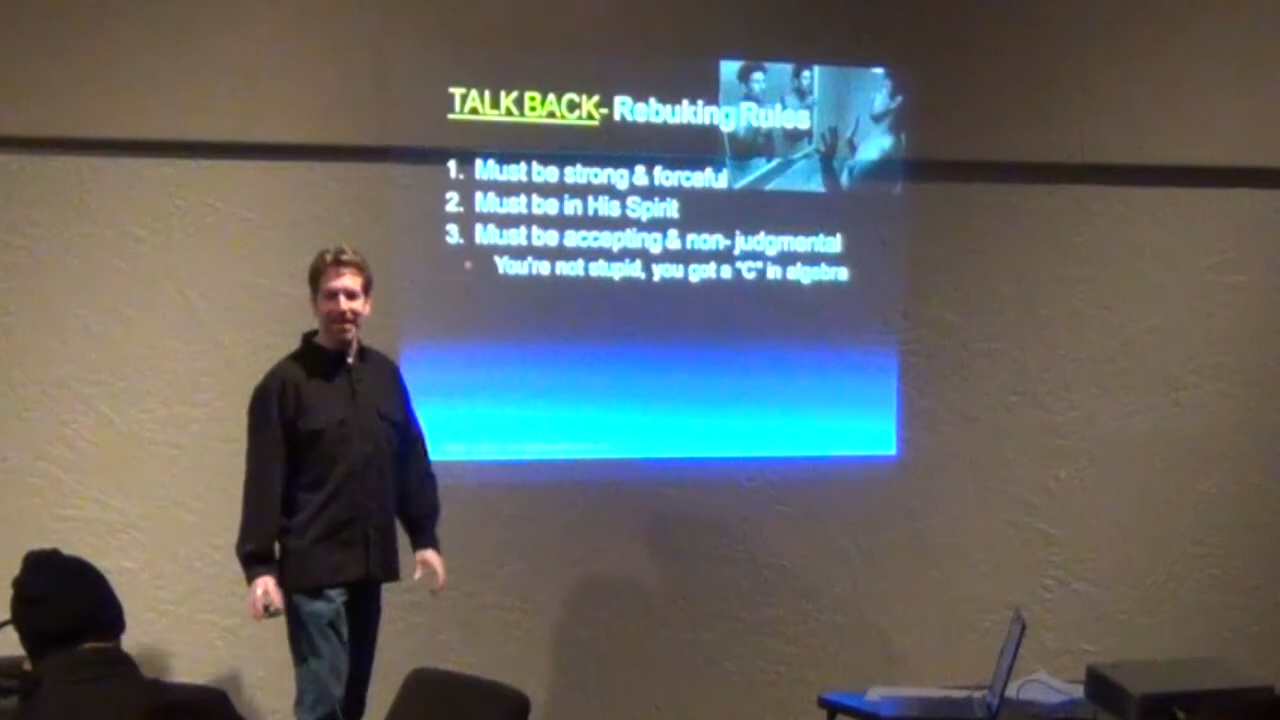 TALK BACK- Rebuking Rules
1. Must be strong & forceful
2. Must be in His Spirit
3. Must be accepting & non- judgmental
You're not stupid, you got a "C" in algebra